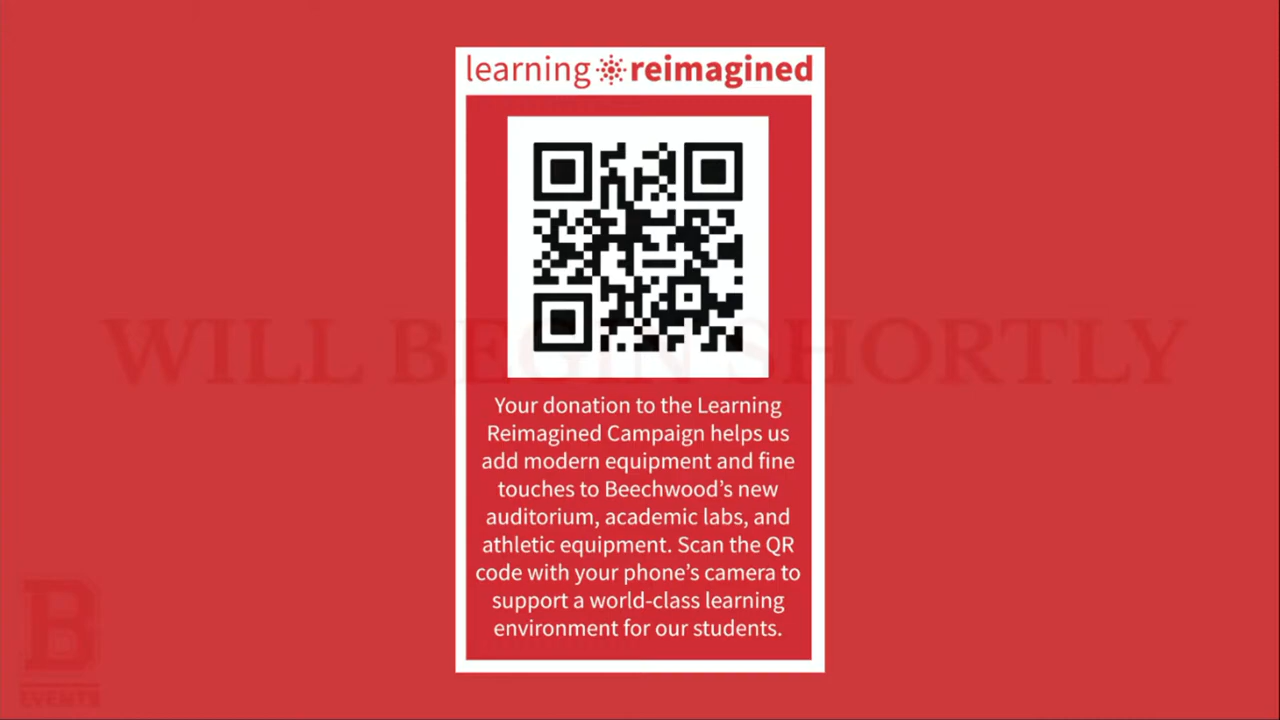 learning reimagined
WILL BEGIN SHORTLY
Your donation to the Learning
Reimagined Campaign helps us
add modern equipment and fine
touches to Beechwood’s new
auditorium, academic labs, and
athletic equipment. Scan the QR
code with your phone’s camera to
support a world-class learning
environment for our students.
B
EVENTS